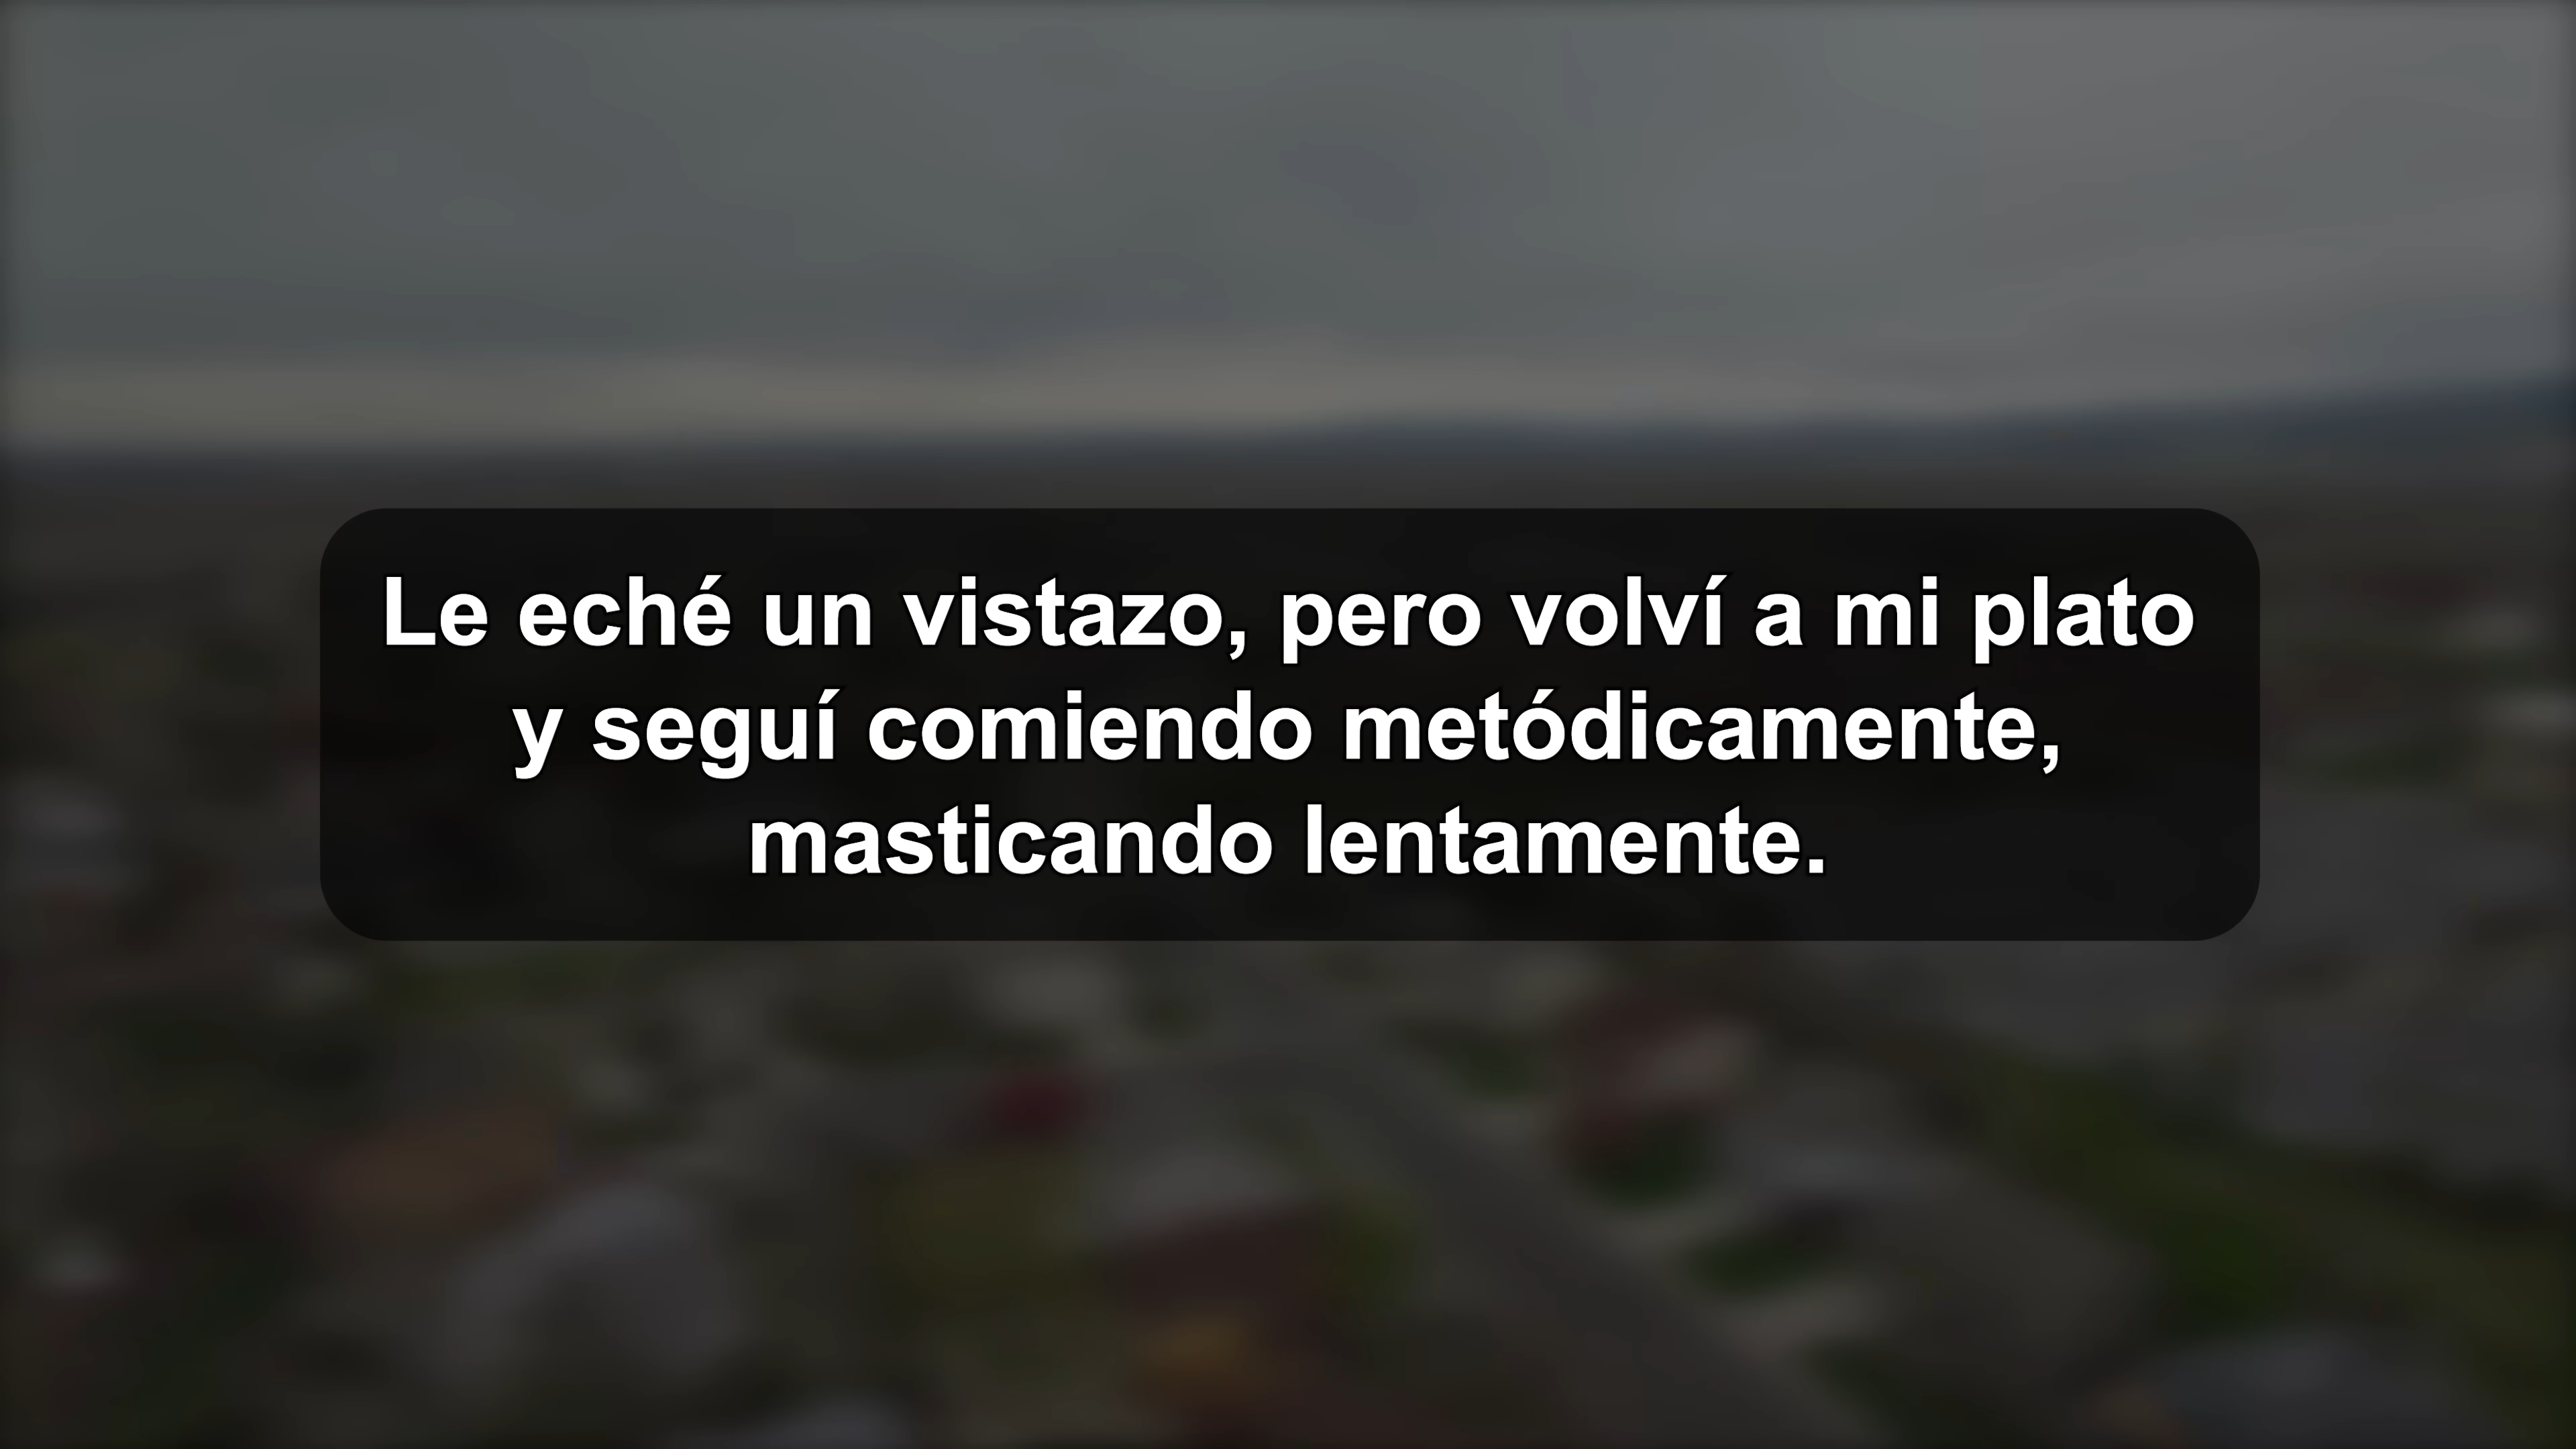 Le eché un vistazo, pero volví a mi plato
y seguí comiendo metódicamente,
masticando lentamente.